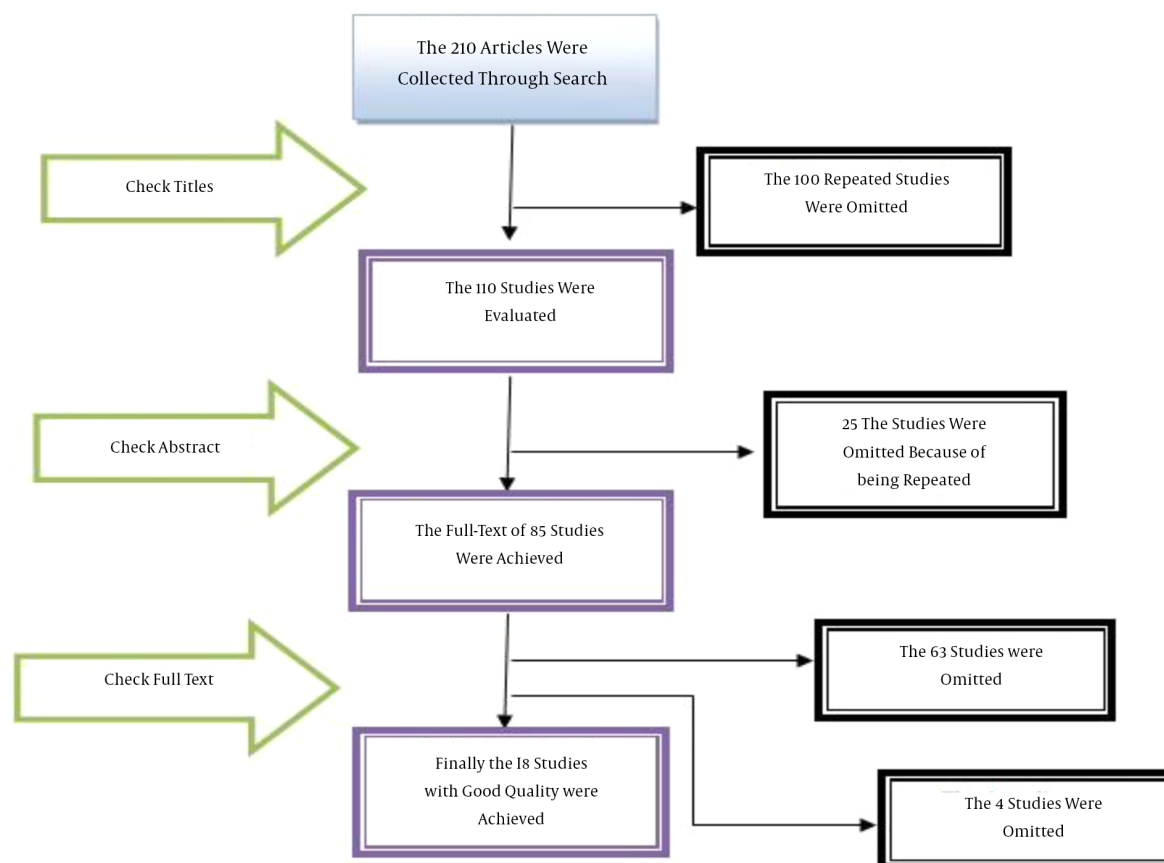 The 210 Articles Were
Collected Through Search
Check Titles
The 100 Repeated Studies
Were Omitted
The 110 Studies Were
Evaluated
Check Abstract
25 The Studies Were
Omitted Because of
being Repeated
The Full-Text of 85 Studies
Were Achieved
Check Full Text
The 63 Studies were
Omitted
Finally the I8 Studies
with Good Quality were
Achieved
The 4 Studies Were
Omitted